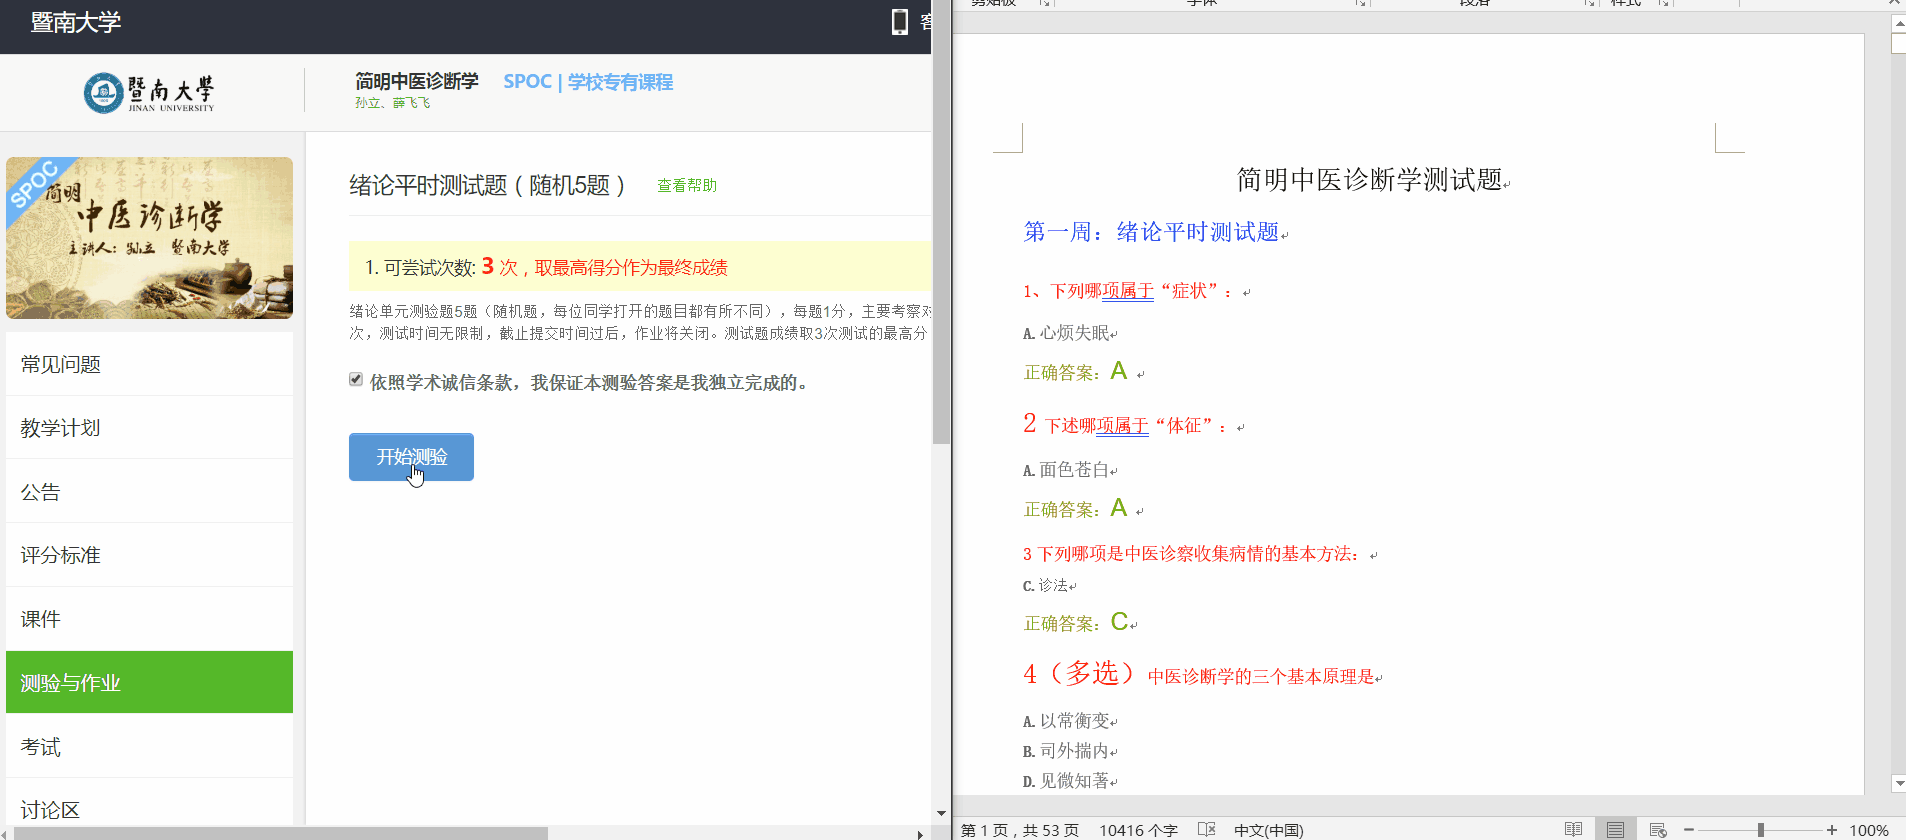 暨南大学
暨南大学
JINAN UNIVERSITY
简明中医诊断学 SPOC | 学校专有课程
孙立、薛飞飞
SPOC
简明
中医诊断学
主讲人：孙立 暨南大学
常见问题
教学计划
公告
评分标准
课件
测验与作业
考试
讨论区
绪论平时测试题（随机5题） 查看帮助
1. 可尝试次数: 3 次，取最高得分作为最终成绩
绪论单元测验题5题（随机题，每位同学打开的题目都有所不同），每题1分，主要考察对
次，测试时间无限制，截止提交时间过后，作业将关闭。测试题成绩取3次测试的最高分
依照学术诚信条款，我保证本测验答案是我独立完成的。
开始测验
简明中医诊断学测试题
第一周：绪论平时测试题
1、下列哪项属于“症状”：
A. 心烦失眠
正确答案：A
2 下述哪项属于“体征”：
A. 面色苍白
正确答案：A
3 下列哪项是中医诊察收集病情的基本方法：
C. 诊法
正确答案：C
4（多选）中医诊断学的三个基本原理是
A. 以常衡变
B. 司外揣内
D. 见微知著
第 1 页，共 53 页 10416 个字 中文(中国) 100%